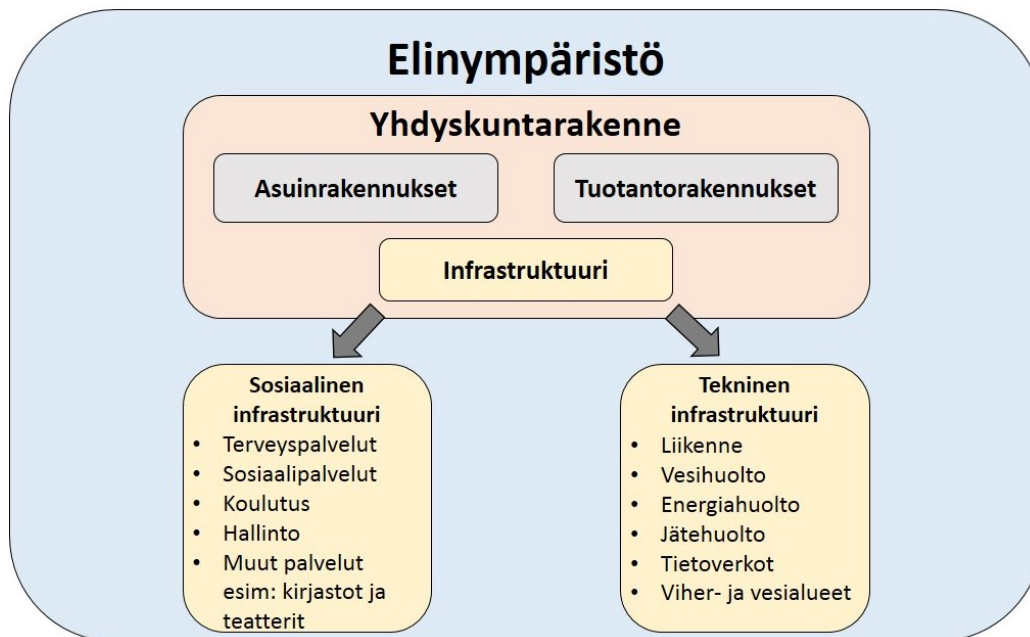 Elinympäristö
Yhdyskuntarakenne
Asuinrakennukset
Tuotantorakennukset
Infrastruktuuri
Sosiaalinen
infrastruktuuri
• Terveyspalvelut
• Sosiaalipalvelut
• Koulutus
• Hallinto
• Muut palvelut
esim: kirjastot ja
teatterit
Tekninen
infrastruktuuri
• Liikenne
• Vesihuolto
• Energiahuolto
• Jätehuolto
• Tietoverkot
• Viher- ja vesialueet